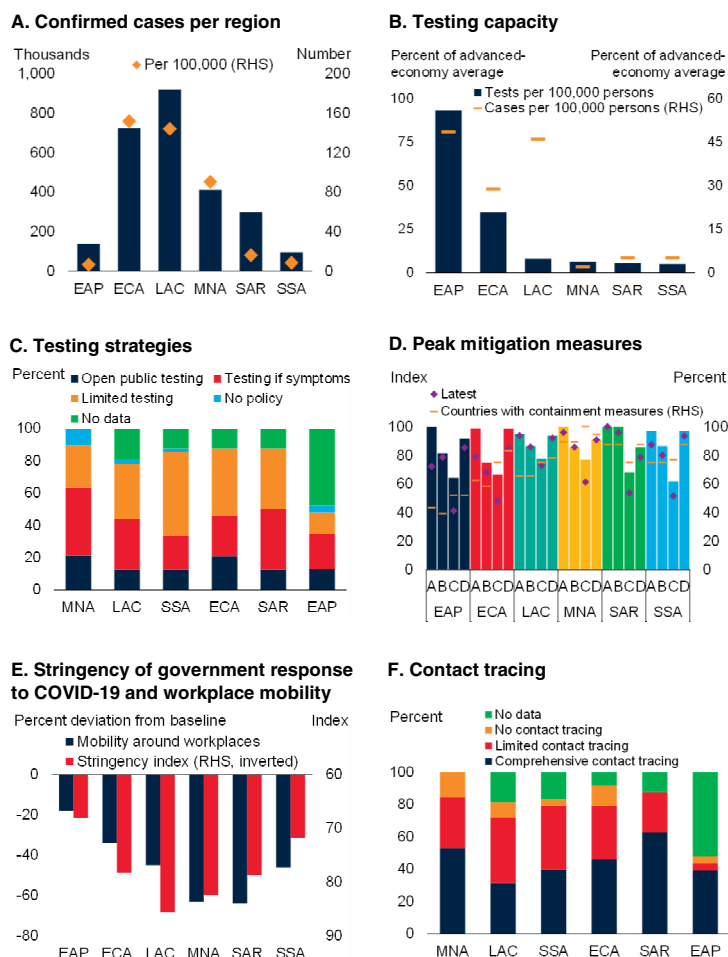 A. Confirmed cases per region
Thousands
Number
Per 100,000 (RHS)
1,000
800
600
400
200
0
200
160
120
80
40
0
EAP ECA LAC MNA SAR SSA
B. Testing capacity
Percent of advanced-
economy average
Percent of advanced-
economy average
Tests per 100,000 persons
Cases per 100,000 persons (RHS)
100
75
50
25
0
60
45
30
15
0
EAP ECA LAC MNA SAR SSA
C. Testing strategies
Percent
Open public testing
Testing if symptoms
Limited testing
No policy
No data
100
80
60
40
20
0
MNA LAC SSA ECA SAR EAP
D. Peak mitigation measures
Index
Percent
Latest
Countries with containment measures (RHS)
100
80
60
40
20
0
100
80
60
40
20
0
ABCD ABCD ABCD ABCD ABCD ABCD
EAP ECA LAC MNA SAR SSA
E. Stringency of government response
to COVID-19 and workplace mobility
Percent deviation from baseline
Index
Mobility around workplaces
Stringency index (RHS, inverted)
0
-20
-40
-60
-80
60
70
80
90
EAP ECA LAC MNA SAR SSA
F. Contact tracing
Percent
No data
No contact tracing
Limited contact tracing
Comprehensive contact tracing
100
80
60
40
20
0
MNA LAC SSA ECA SAR EAP